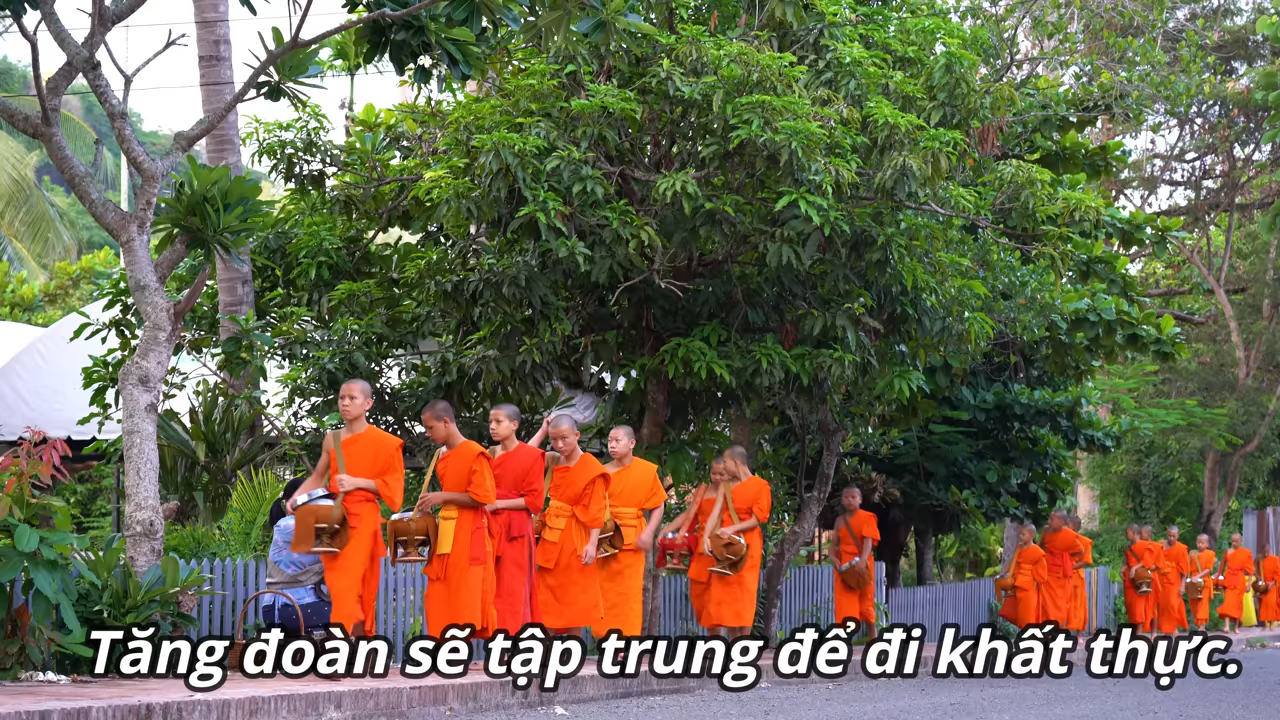 Tăng đoàn sẽ tập trung để đi khất thực.